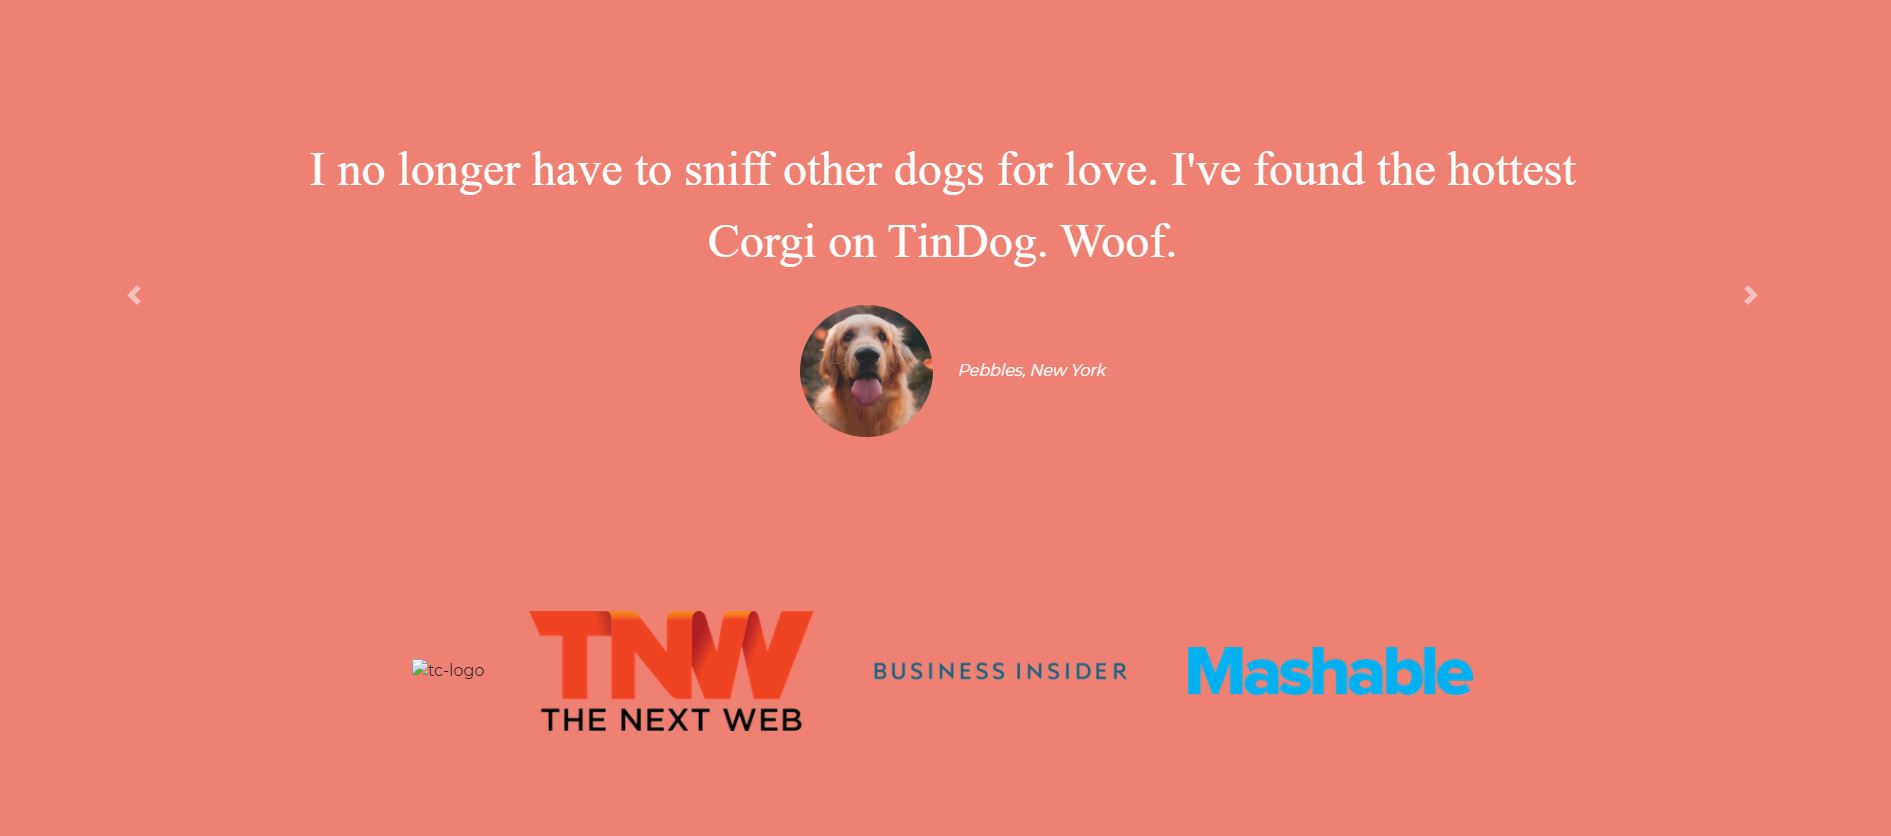 I no longer have to sniff other dogs for love. I've found the hottest
Corgi on TinDog. Woof.
Pebbles, New York
tc-logo
TNW
THE NEXT WEB
BUSINESS INSIDER
Mashable